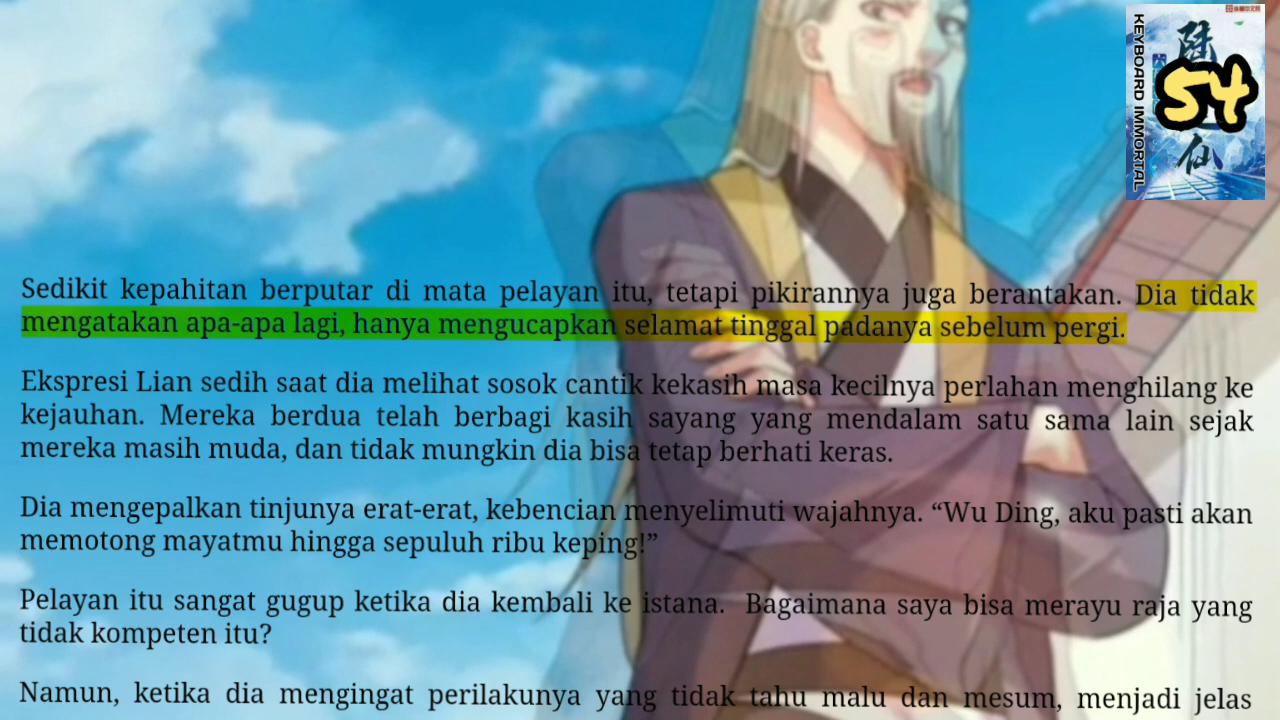 陆
仙
KEYBOARD IMMORTAL
54
Sedikit kepahitan berputar di mata pelayan itu, tetapi pikirannya juga berantakan. Dia tidak
mengatakan apa-apa lagi, hanya mengucapkan selamat tinggal padanya sebelum pergi.
Ekspresi Lian sedih saat dia melihat sosok cantik kekasih masa kecilnya perlahan menghilang ke
kejauhan. Mereka berdua telah berbagi kasih sayang yang mendalam satu sama lain sejak
mereka masih muda, dan tidak mungkin dia bisa tetap berhati keras.
Dia mengepalkan tinjunya erat-erat, kebencian menyelimuti wajahnya. “Wu Ding, aku pasti akan
memotong mayatmu hingga sepuluh ribu keping!”
Pelayan itu sangat gugup ketika dia kembali ke istana. Bagaimana saya bisa merayu raja yang
tidak kompeten itu?
Namun, ketika dia mengingat perilakunya yang tidak tahu malu dan mesum, menjadi jelas